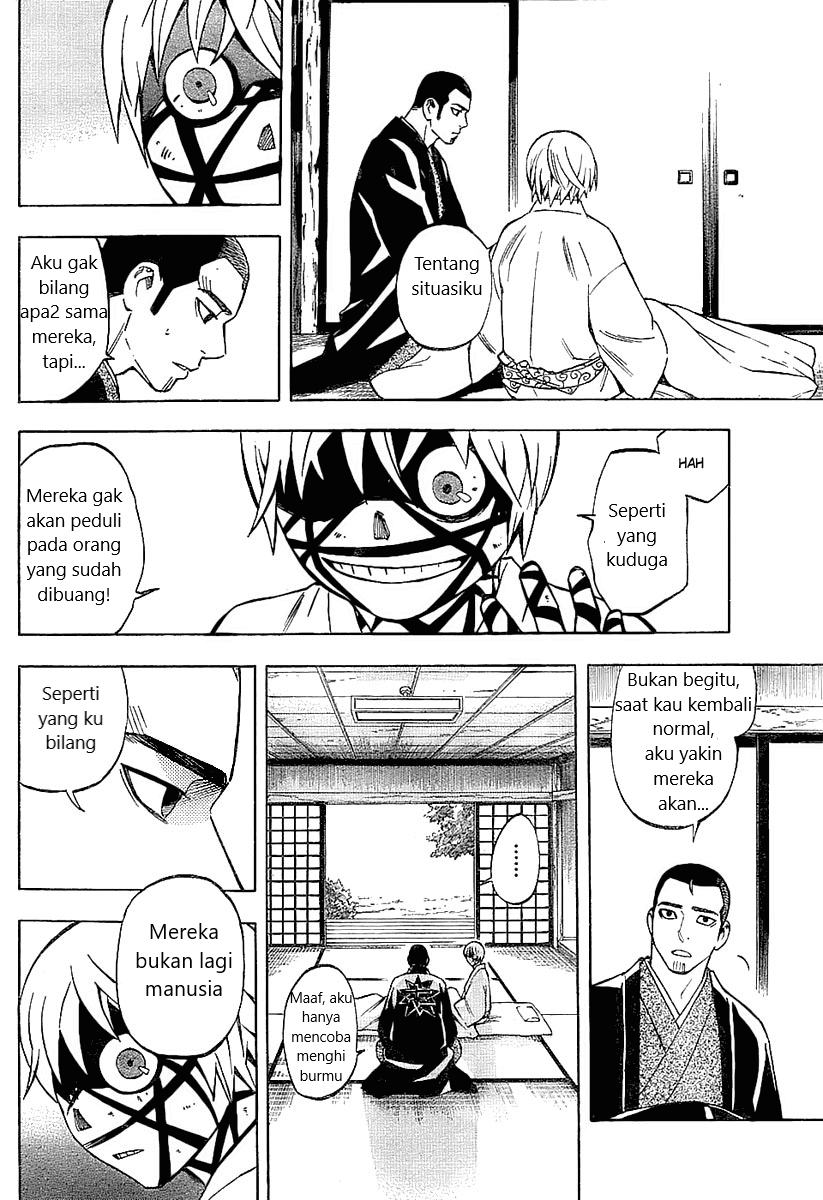 Tentang
situasiku
Aku gak
bilang
apa2 sama
mereka,
tapi...
HAH
Seperti
yang
kuduga
Mereka gak
akan peduli
pada orang
yang sudah
dibuang!
Bukan begitu,
saat kau kembali
normal,
aku yakin
mereka
akan...
......
Maaf, aku
hanya
mencoba
menghi
burmu
Seperti
yang ku
bilang
Mereka
bukan lagi
manusia